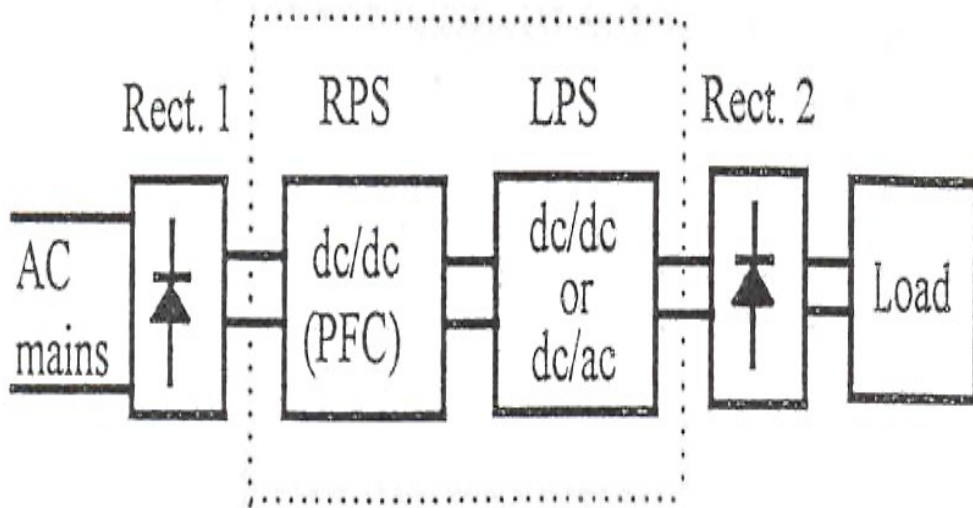 Rect. 1
RPS
LPS
Rect. 2
AC
mains
dc/dc
(PFC)
dc/dc
or
dc/ac
Load